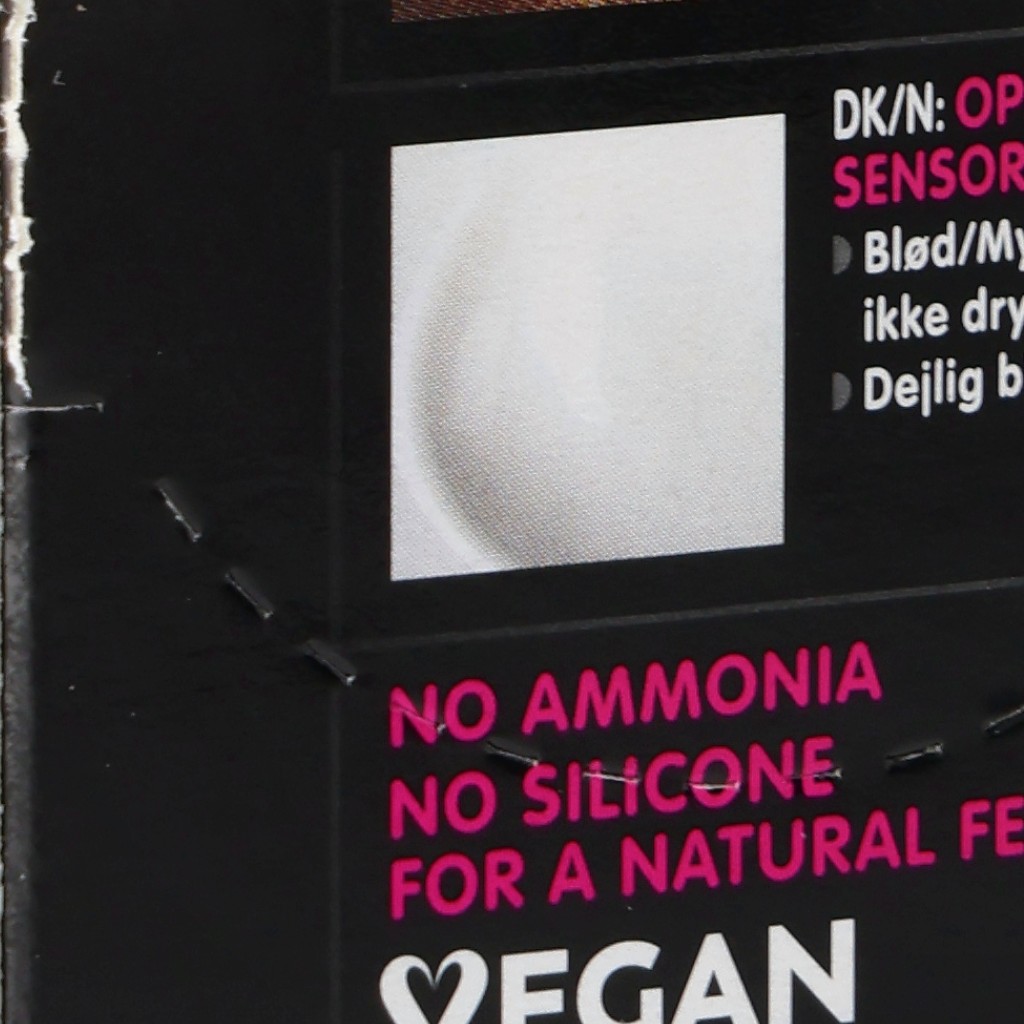 DK/N: OP
SENSOR
Blød/My
ikke dry
Dejlig b
NO AMMONIA
NO SILICONE
FOR A NATURAL FE
VEGAN